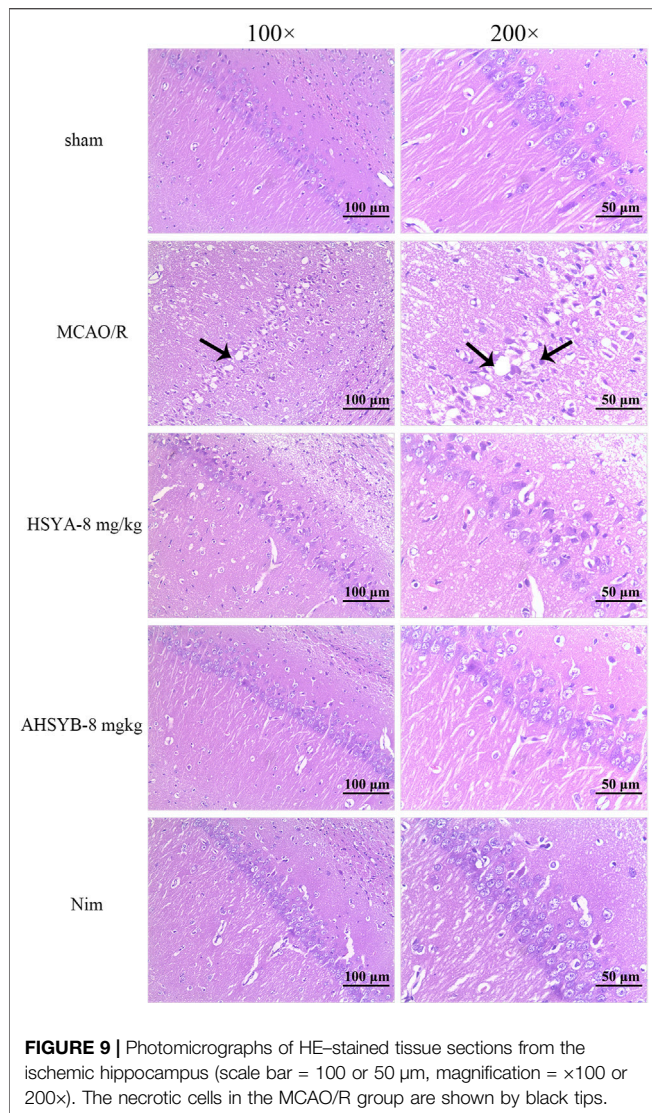 100× 200×
sham
100 µm 50 µm
MCAO/R
100 µm 50 µm
HSYA-8 mg/kg
100 µm 50 µm
AHSYB-8 mgkg
100 µm 50 µm
Nim
100 µm 50 µm
FIGURE 9 | Photomicrographs of HE–stained tissue sections from the
ischemic hippocampus (scale bar = 100 or 50 µm, magnification = ×100 or
200×). The necrotic cells in the MCAO/R group are shown by black tips.